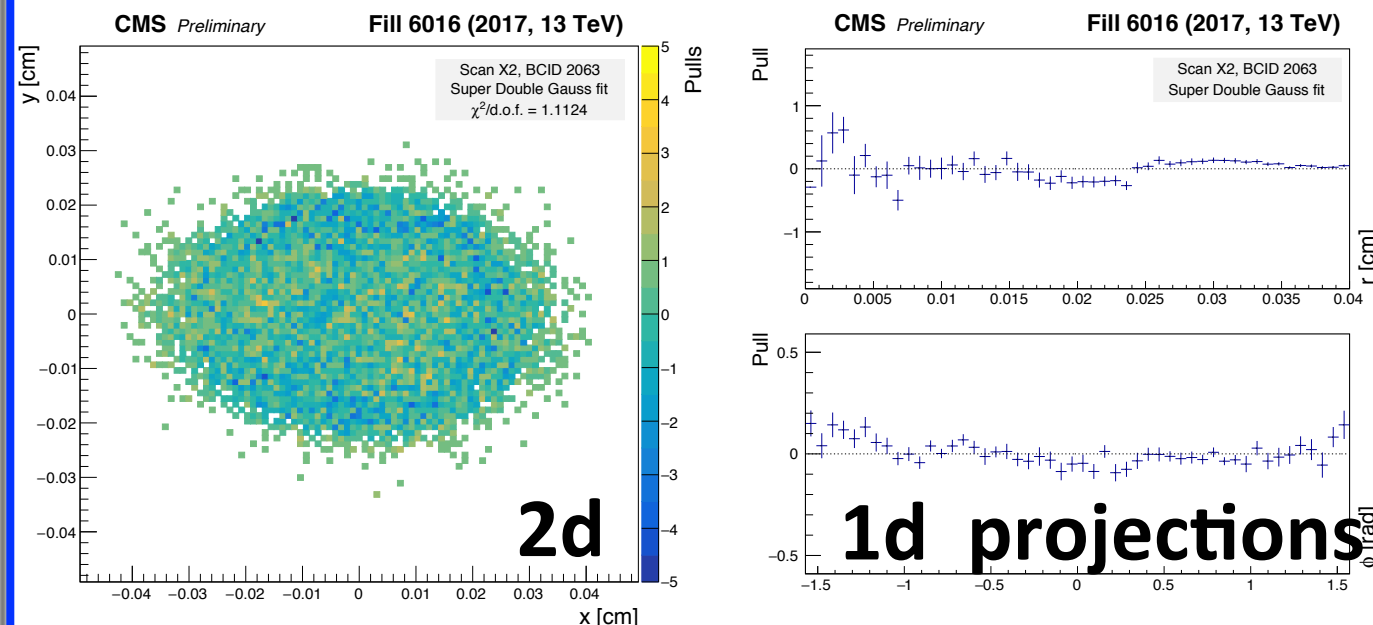 CMS Preliminary Fill 6016 (2017, 13 TeV)
y [cm]
Scan X2, BCID 2063
Super Double Gauss fit
χ²/d.o.f. = 1.1124
0.04
0.03
0.02
0.01
0
−0.01
−0.02
−0.03
−0.04
−0.04 −0.03 −0.02 −0.01 0 0.01 0.02 0.03 0.04
x [cm]
2d
5
4
3
2
1
0
−1
−2
−3
−4
−5
Pulls
CMS Preliminary Fill 6016 (2017, 13 TeV)
Pull
Scan X2, BCID 2063
Super Double Gauss fit
1
0
−1
0 0.005 0.01 0.015 0.02 0.025 0.03 0.035 0.04
r [cm]
Pull
0.5
0
−0.5
−1.5 −1 −0.5 0 0.5 1 1.5
ϕ [rad]
1d projections